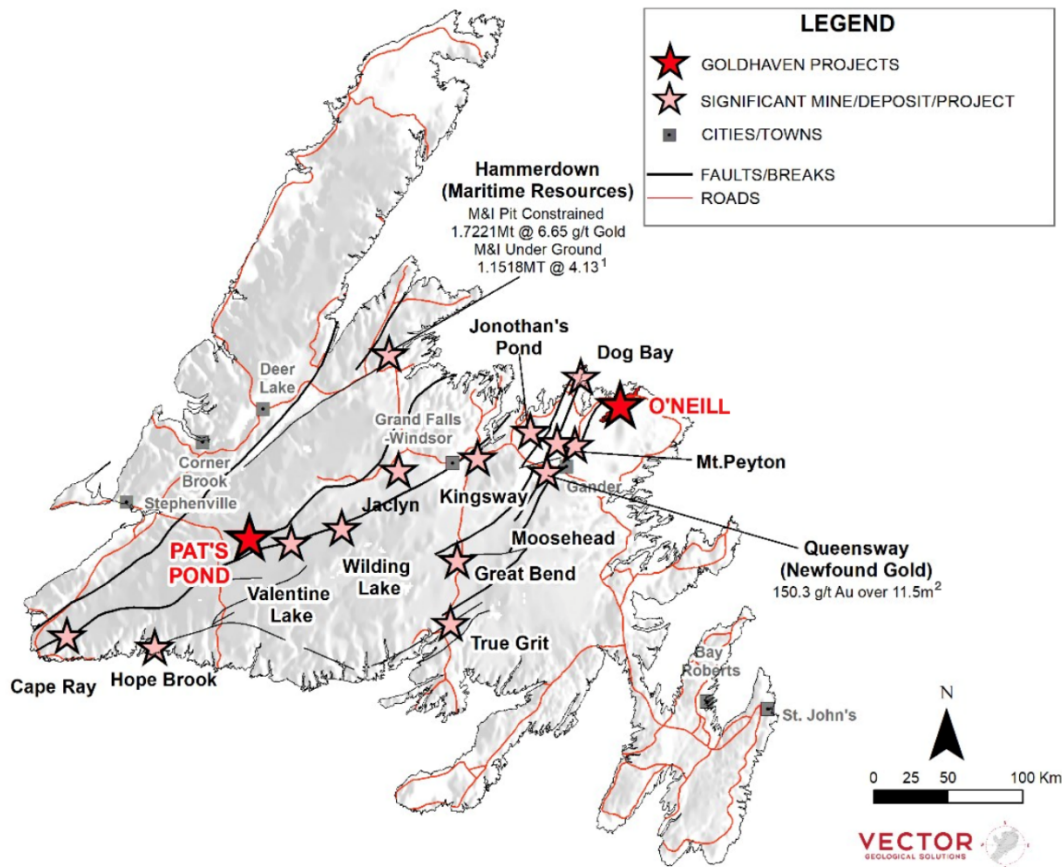 LEGEND
GOLDHAVEN PROJECTS
SIGNIFICANT MINE/DEPOSIT/PROJECT
CITIES/TOWNS
FAULTS/BREAKS
ROADS
Hammerdown
(Maritime Resources)
M&I Pit Constrained
1.7221Mt @ 6.65 g/t Gold
M&I Under Ground
1.1518MT @ 4.13¹
Jonothan's
Pond
Dog Bay
Deer
Lake
O'NEILL
Grand Falls
-Windsor
Corner
Brook
Mt.Peyton
Stephenville
Jaclyn
Kingsway
Gander
PAT'S
POND
Moosehead
Wilding
Lake
Queensway
(Newfound Gold)
150.3 g/t Au over 11.5m²
Great Bend
Valentine
Lake
True Grit
Cape Ray
Hope Brook
Bay
Roberts
St. John's
N
0 25 50 100 Km
VECTOR
GEOLOGICAL SOLUTIONS